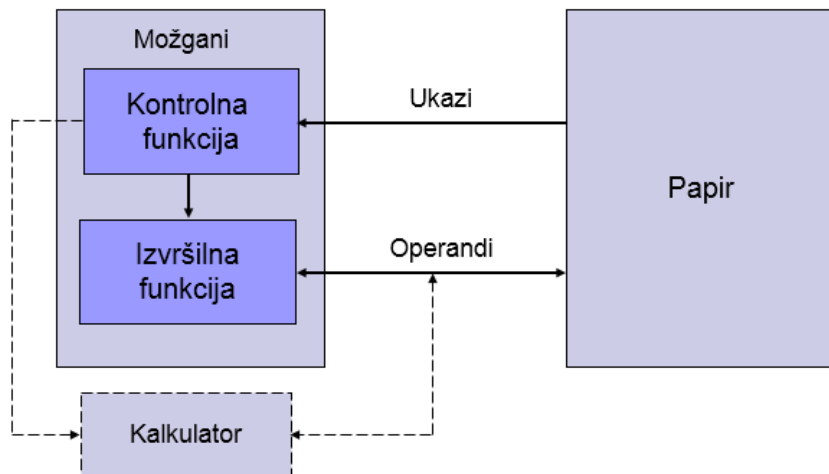 Možgani
Kontrolna
funkcija
Ukazi
Papir
Izvršilna
funkcija
Operandi
Kalkulator